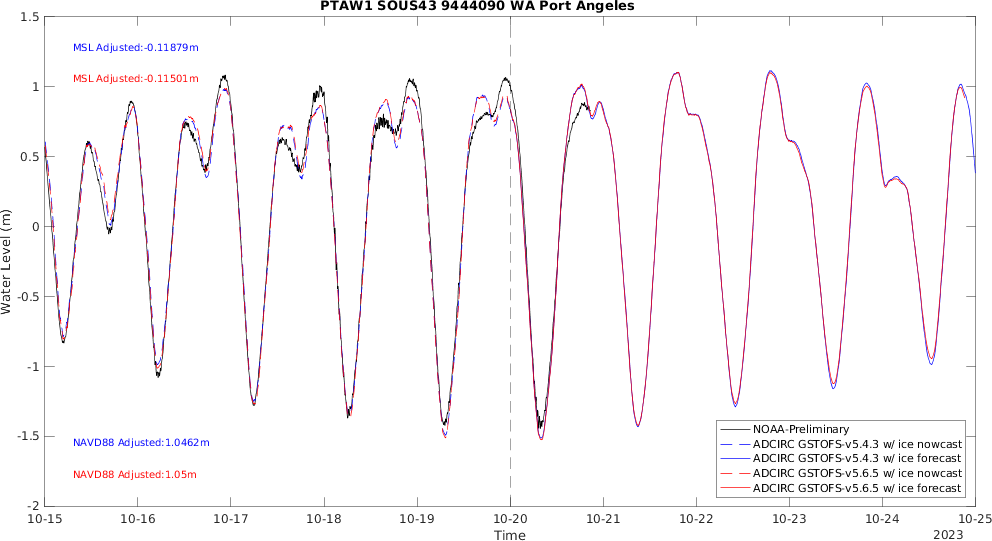 PTAW1 SOUS43 9444090 WA Port Angeles
1.5
1
0.5
0
-0.5
-1
-1.5
-2
Water Level (m)
MSL Adjusted:-0.11879m
MSL Adjusted:-0.11501m
NAVD88 Adjusted:1.0462m
NAVD88 Adjusted:1.05m
NOAA-Preliminary
ADCIRC GSTOFS-v5.4.3 w/ ice nowcast
ADCIRC GSTOFS-v5.4.3 w/ ice forecast
ADCIRC GSTOFS-v5.6.5 w/ ice nowcast
ADCIRC GSTOFS-v5.6.5 w/ ice forecast
10-15 10-16 10-17 10-18 10-19 10-20 10-21 10-22 10-23 10-24 10-25
Time
2023